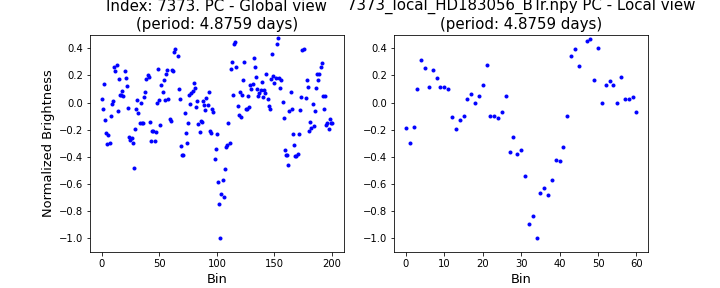 Index: 7373. PC - Global view
(period: 4.8759 days)
7373_local_HD183056_BTr.npy PC - Local view
(period: 4.8759 days)
Normalized Brightness
0.4
0.2
0.0
−0.2
−0.4
−0.6
−0.8
−1.0
0 50 100 150 200
Bin
0.4
0.2
0.0
−0.2
−0.4
−0.6
−0.8
−1.0
0 10 20 30 40 50 60
Bin